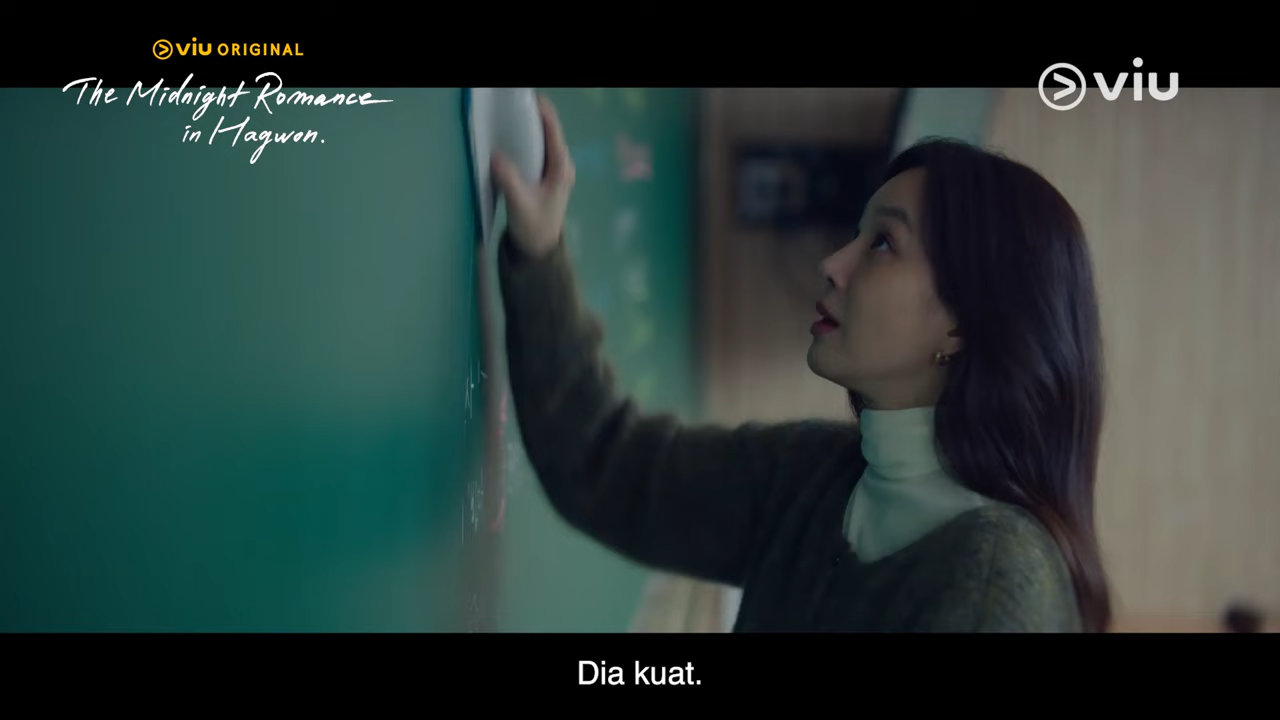 viu ORIGINAL
The Midnight Romance
in Hagwon.
viu
Dia kuat.